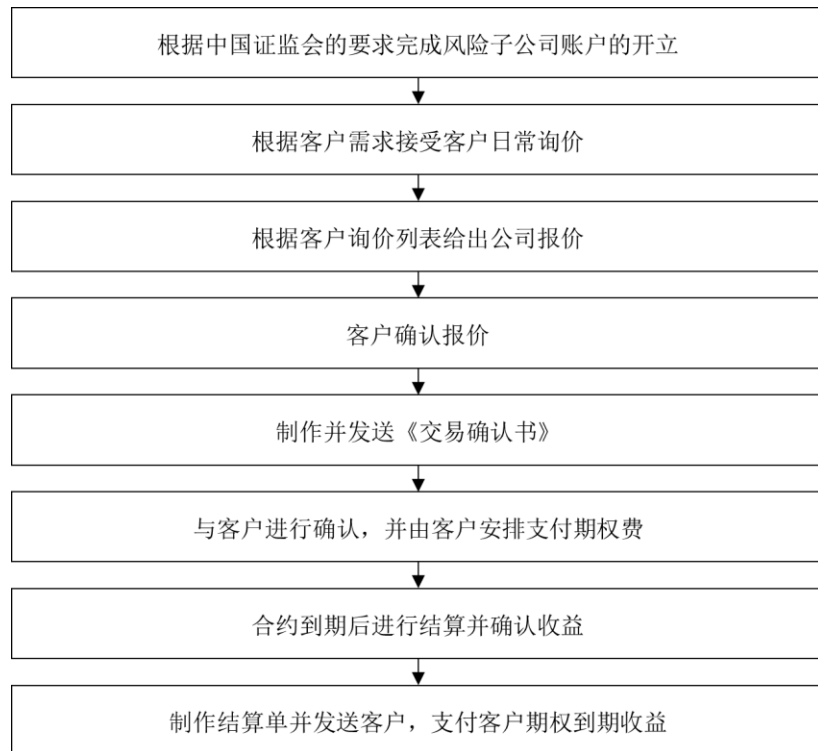 根据中国证监会的要求完成风险子公司账户的开立
根据客户需求接受客户日常询价
根据客户询价列表给出公司报价
客户确认报价
制作并发送《交易确认书》
与客户进行确认，并由客户安排支付期权费
合约到期后进行结算并确认收益
制作结算单并发送客户，支付客户期权到期收益